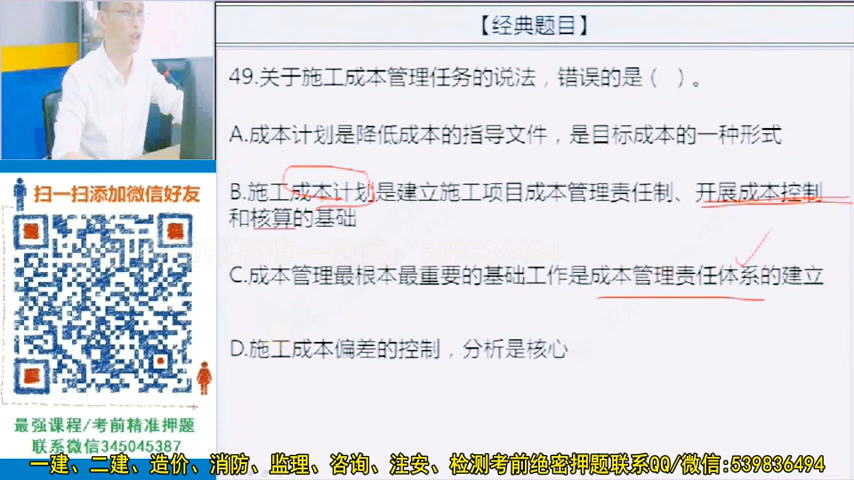 【经典题目】
49.关于施工成本管理任务的说法，错误的是（ ）。
A.成本计划是降低成本的指导文件，是目标成本的一种形式
B.施工成本计划是建立施工项目成本管理责任制、开展成本控制
和核算的基础
C.成本管理最根本最重要的基础工作是成本管理责任体系的建立
D.施工成本偏差的控制，分析是核心
扫一扫添加微信好友
最强课程/考前精准押题
联系微信345045387
一建、二建、造价、消防、监理、咨询、注安、检测考前绝密押题联系QQ/微信:539836494